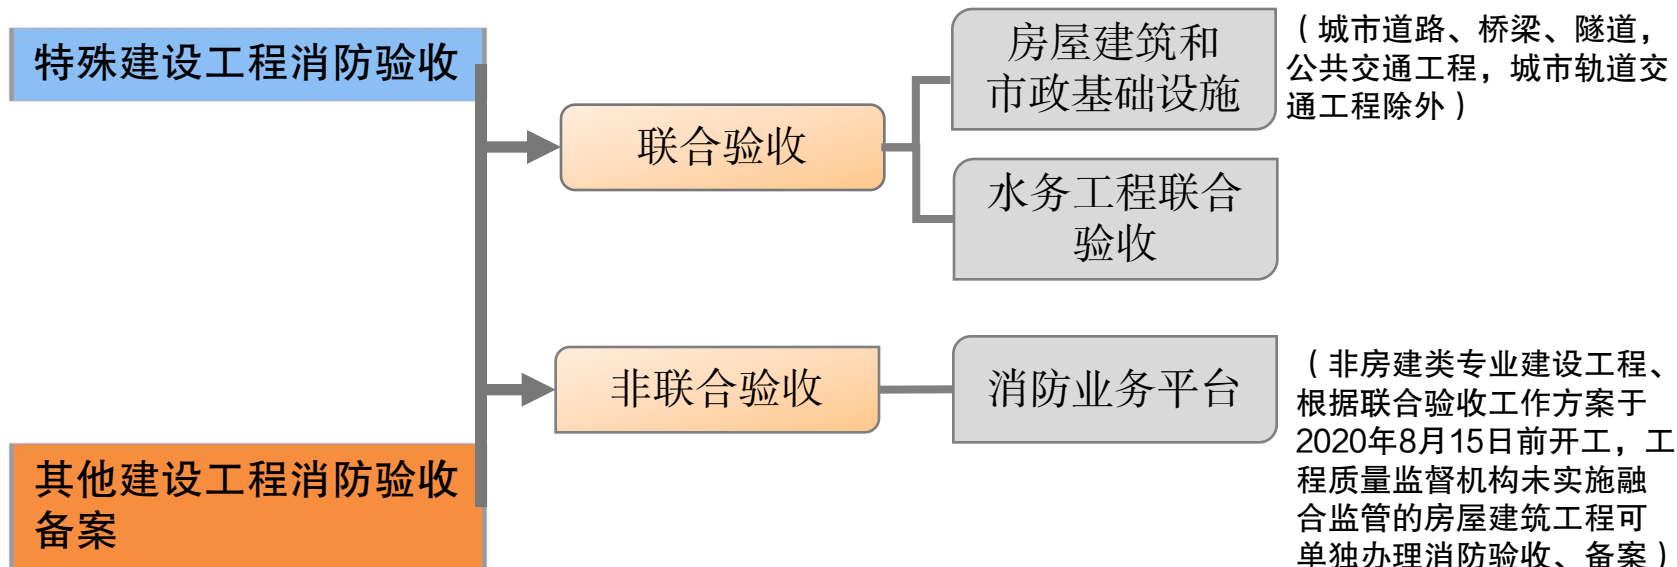 特殊建设工程消防验收
其他建设工程消防验收
备案
联合验收
非联合验收
房屋建筑和
市政基础设施
水务工程联合
验收
消防业务平台
（城市道路、桥梁、隧道，
公共交通工程，城市轨道交
通工程除外）
（非房建类专业建设工程、
根据联合验收工作方案于
2020年8月15日前开工，工
程质量监督机构未实施融
合监管的房屋建筑工程可
单独办理消防验收、备案）